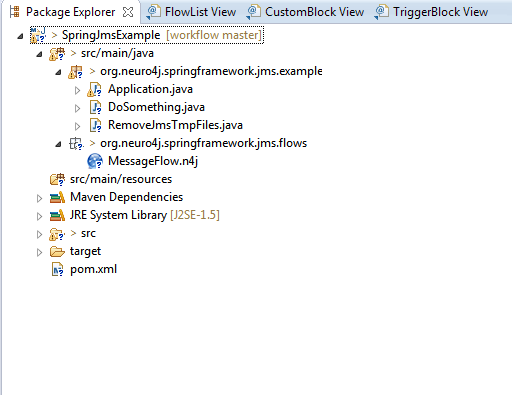 Package Explorer FlowList View CustomBlock View TriggerBlock View
> SpringJmsExample [workflow master]
> src/main/java
> org.neuro4j.springframework.jms.example
Application.java
DoSomething.java
RemoveJmsTmpFiles.java
> org.neuro4j.springframework.jms.flows
MessageFlow.n4j
src/main/resources
Maven Dependencies
JRE System Library [J2SE-1.5]
> src
target
pom.xml